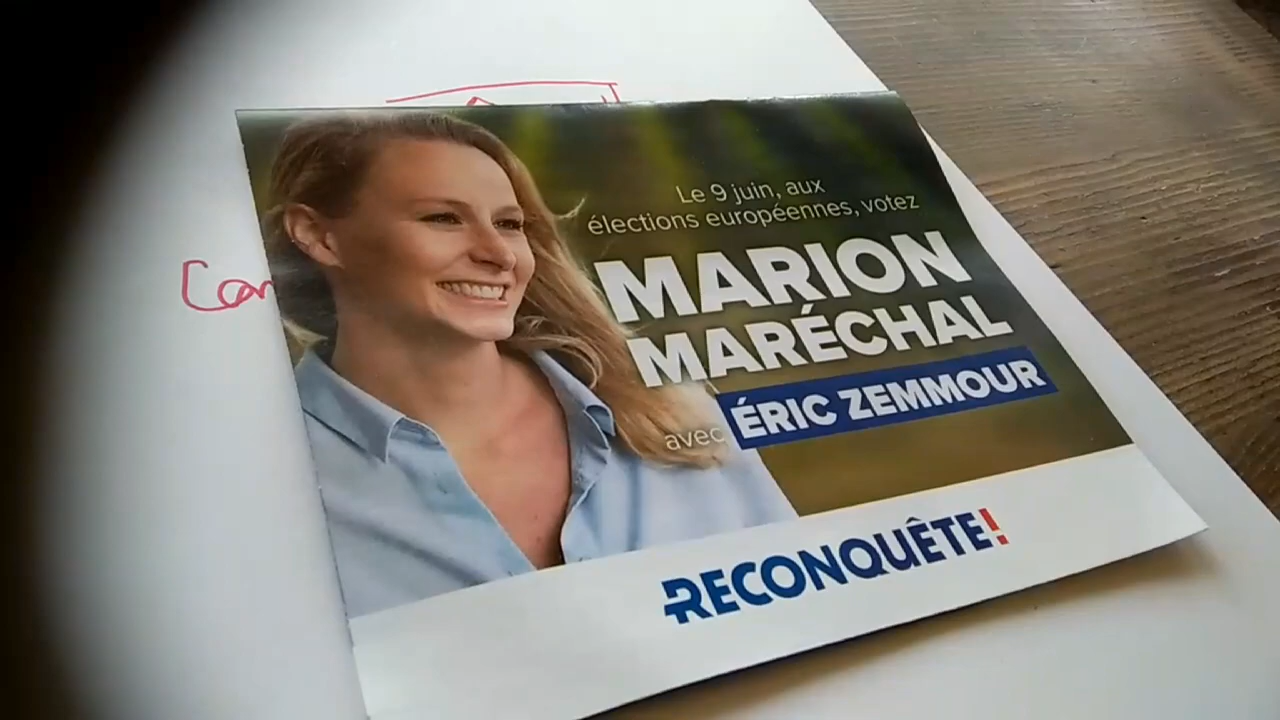 Le 9 juin, aux
élections européennes, votez
MARION
MARÉCHAL
avec ÉRIC ZEMMOUR
RECONQUÊTE!